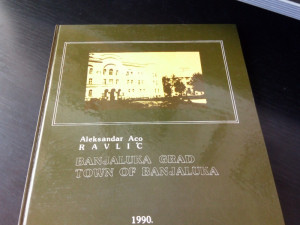 Aleksandar Aco
RAVLIĆ
BANJALUKA GRAD
TOWN OF BANJALUKA
1990.